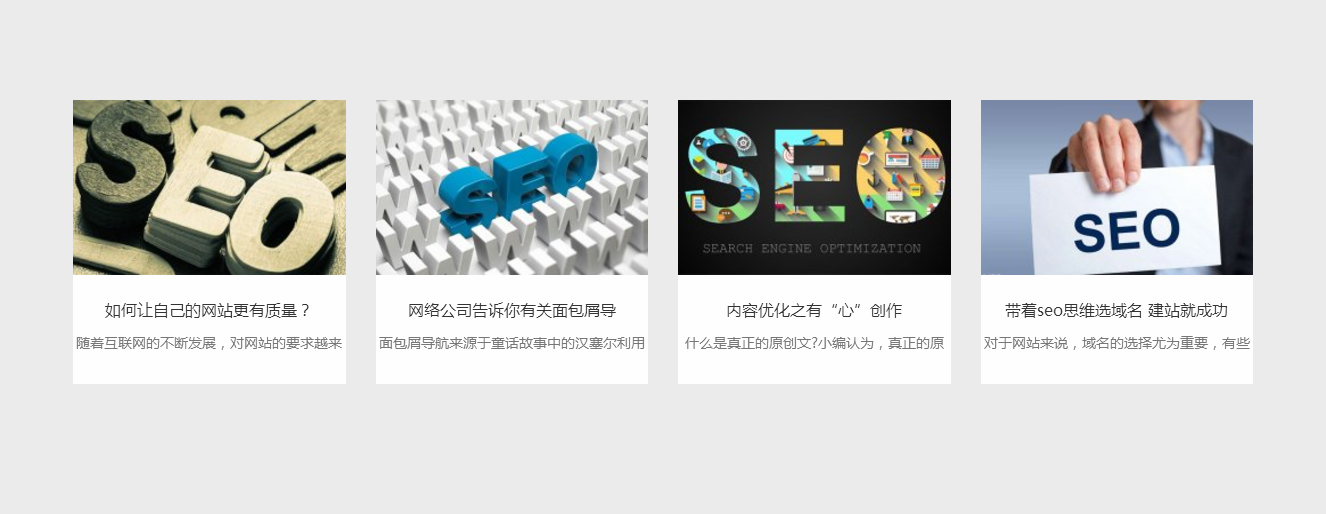 SEO
SEO
SEO
SEARCH ENGINE OPTIMIZATION
SEO
如何让自己的网站更有质量？
随着互联网的不断发展，对网站的要求越来
网络公司告诉你有关面包屑导
面包屑导航来源于童话故事中的汉塞尔利用
内容优化之有“心”创作
什么是真正的原创文?小编认为，真正的原
带着seo思维选域名 建站就成功
对于网站来说，域名的选择尤为重要，有些